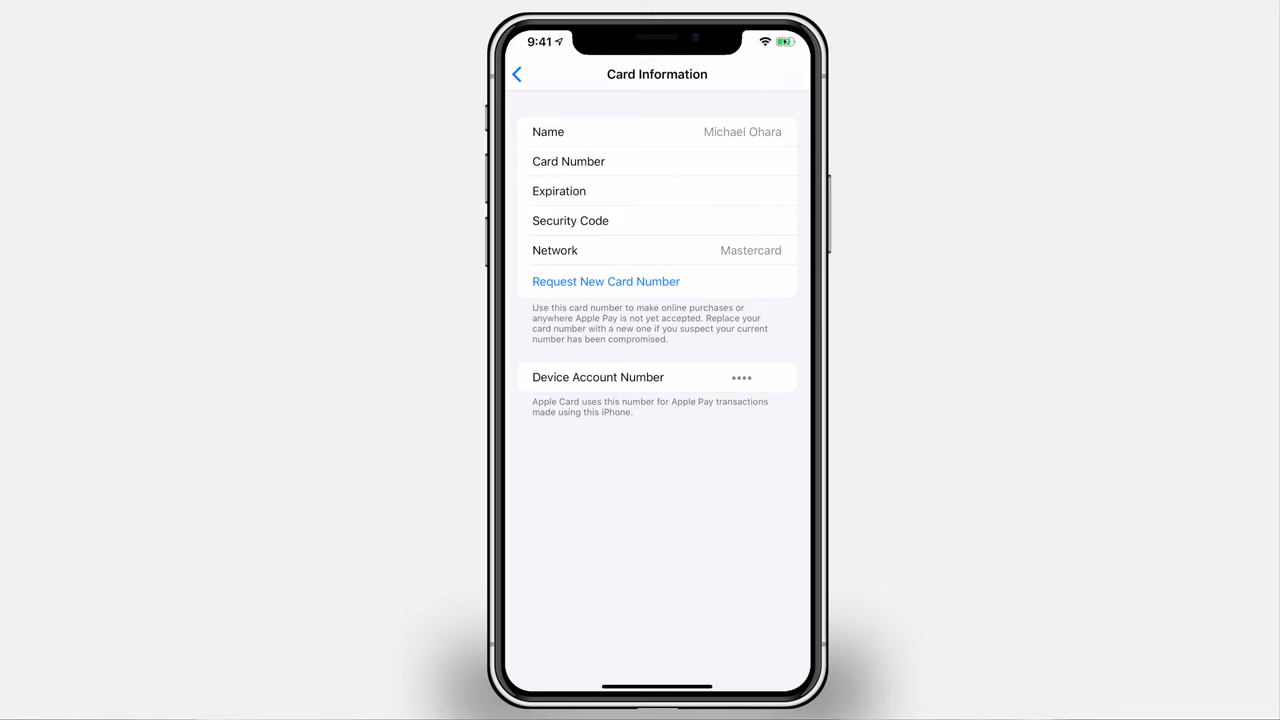 9:41
Card Information
Name Michael Ohara
Card Number
Expiration
Security Code
Network Mastercard
Request New Card Number
Use this card number to make online purchases or
anywhere Apple Pay is not yet accepted. Replace your
card number with a new one if you suspect your current
number has been compromised.
Device Account Number ••••
Apple Card uses this number for Apple Pay transactions
made using this iPhone.